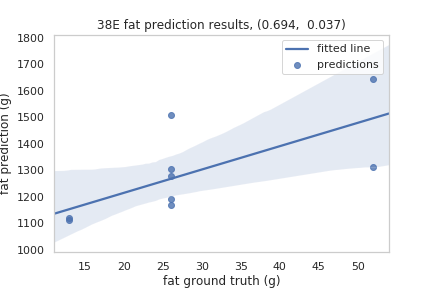 38E fat prediction results, (0.694, 0.037)
fitted line
predictions
1800
1700
1600
1500
1400
1300
1200
1100
1000
fat prediction (g)
15 20 25 30 35 40 45 50
fat ground truth (g)